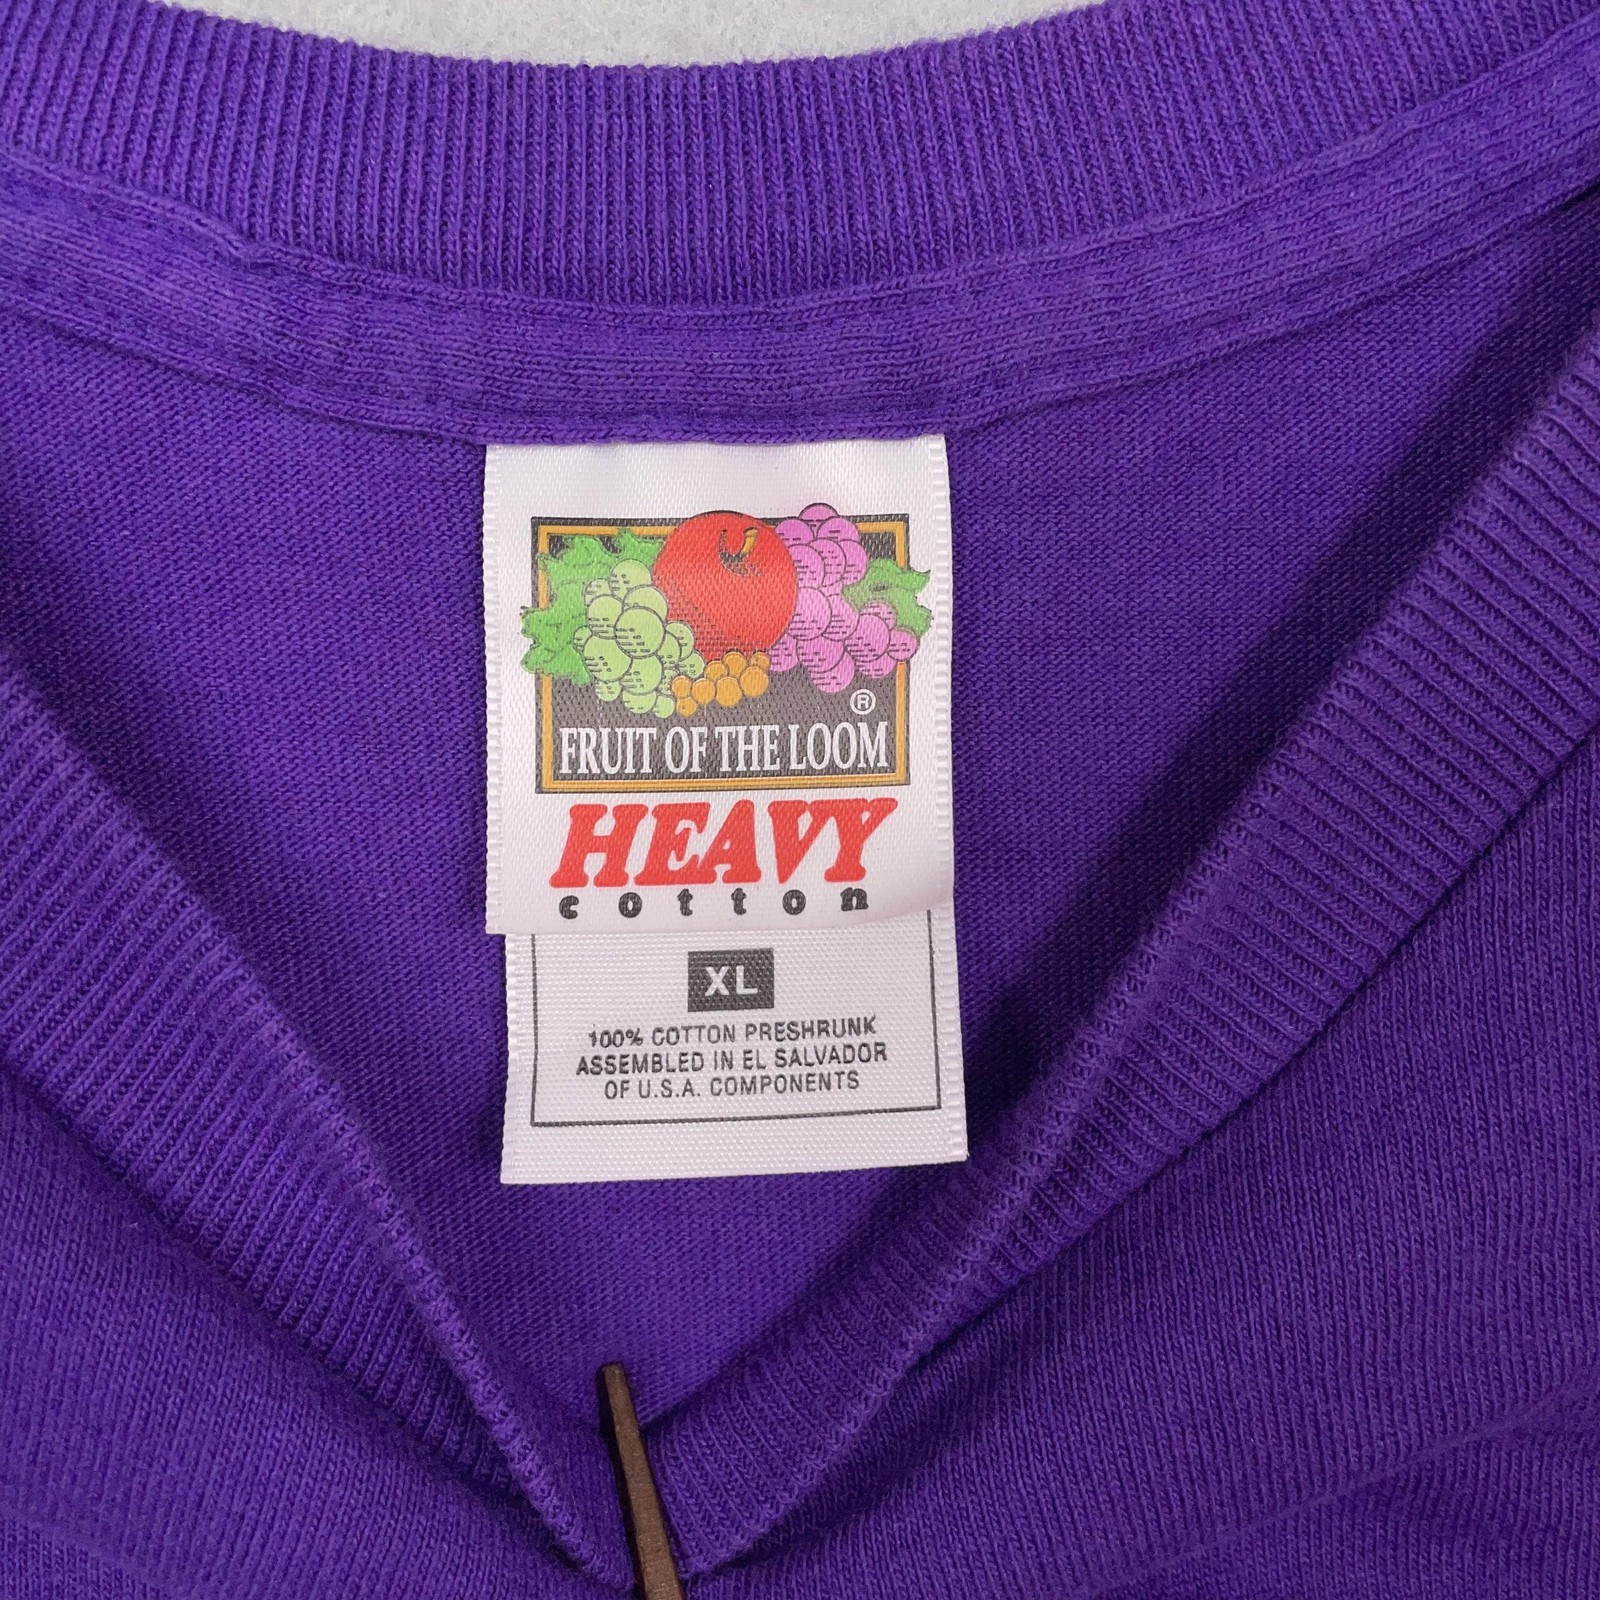 ®
FRUIT OF THE LOOM
HEAVY
cotton
XL
100% COTTON PRESHRUNK
ASSEMBLED IN EL SALVADOR
OF U.S.A. COMPONENTS